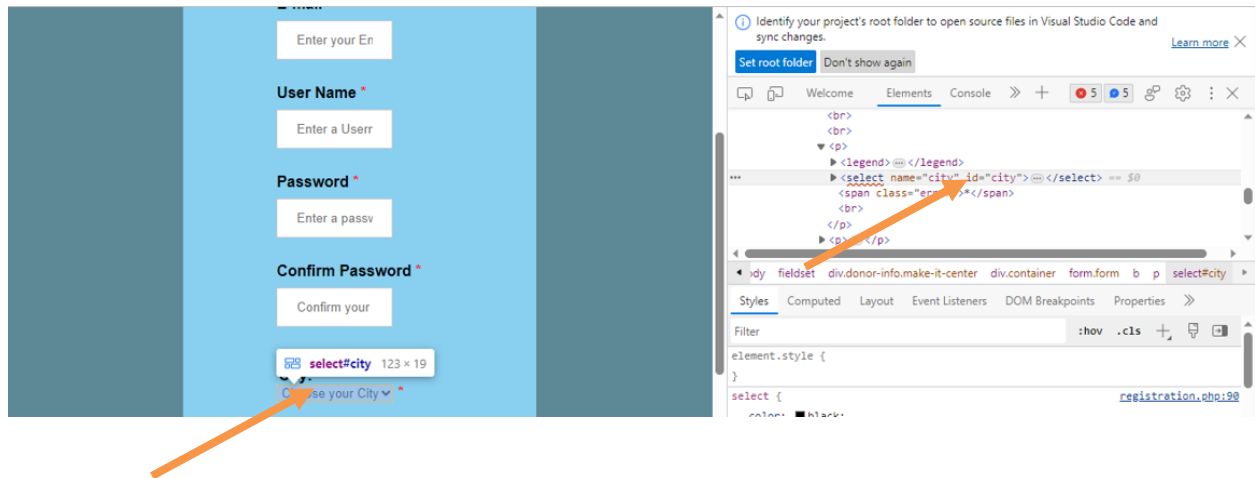 Enter your En
User Name *
Enter a Userr
Password *
Enter a passv
Confirm Password *
Confirm your
select#city 123 × 19
your City *
Identify your project's root folder to open source files in Visual Studio Code and
sync changes.
Learn more
Set root folder Don't show again
Welcome Elements Console 5 5
<br>
<br>
<p>
<legend> ⋯ </legend>
<select name="city" id="city"> ⋯ </select> == $0
<span class= >*</span>
<br>
</p>
<p> </p>
ody fieldset div.donor-info.make-it-center div.container form.form b p select#city
Styles Computed Layout Event Listeners DOM Breakpoints Properties
Filter :hov .cls
element.style {
}
select { registration.php:90
color: black;